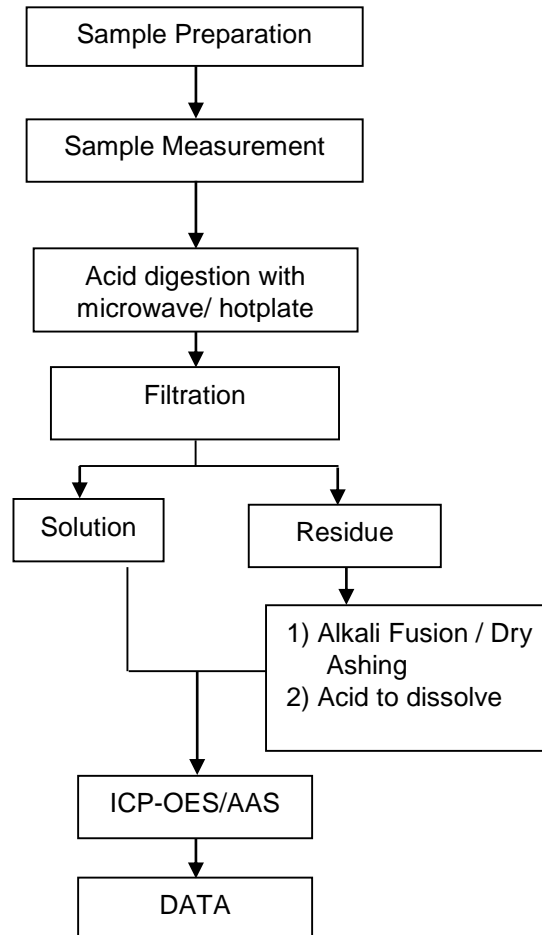 Sample Preparation
Sample Measurement
Acid digestion with
microwave/ hotplate
Filtration
Solution
Residue
1) Alkali Fusion / Dry
Ashing
2) Acid to dissolve
ICP-OES/AAS
DATA